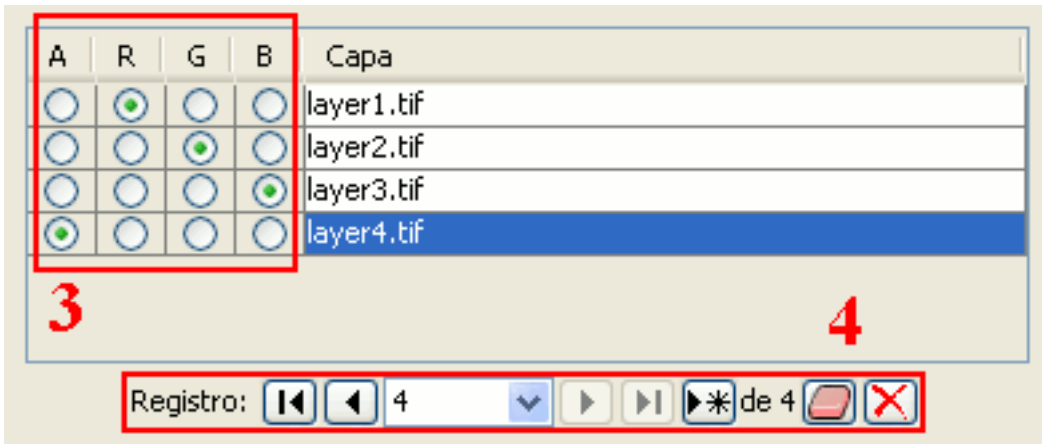 A R G B Capa
layer1.tif
layer2.tif
layer3.tif
layer4.tif
3
4
Registro: 4 de 4